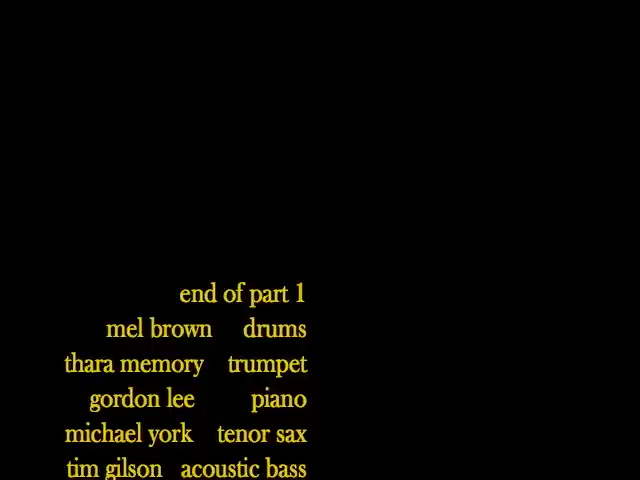 end of part 1
mel brown drums
thara memory trumpet
gordon lee piano
michael york tenor sax
tim gilson acoustic bass